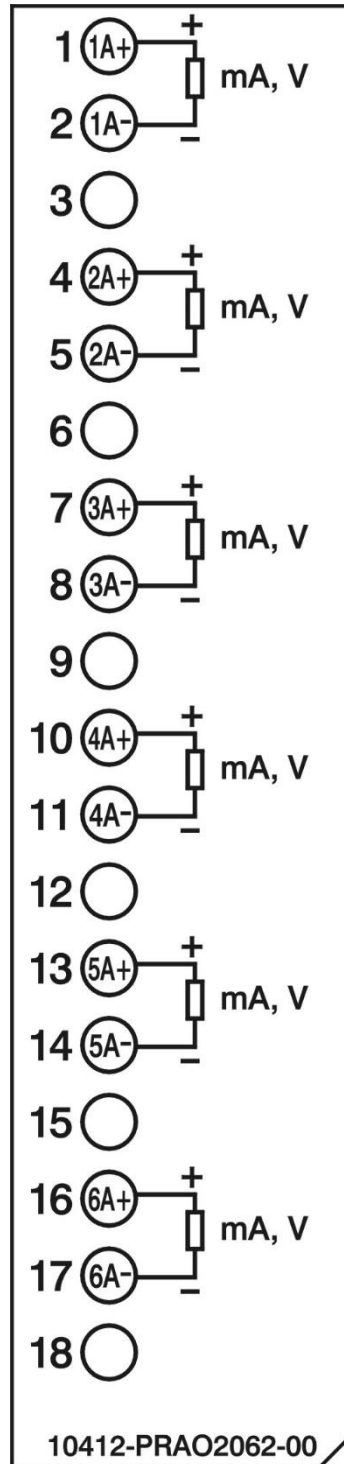 1 1A+ + mA, V
2 1A- −
3
4 2A+ + mA, V
5 2A- −
6
7 3A+ + mA, V
8 3A- −
9
10 4A+ + mA, V
11 4A- −
12
13 5A+ + mA, V
14 5A- −
15
16 6A+ + mA, V
17 6A- −
18
10412-PRAO2062-00